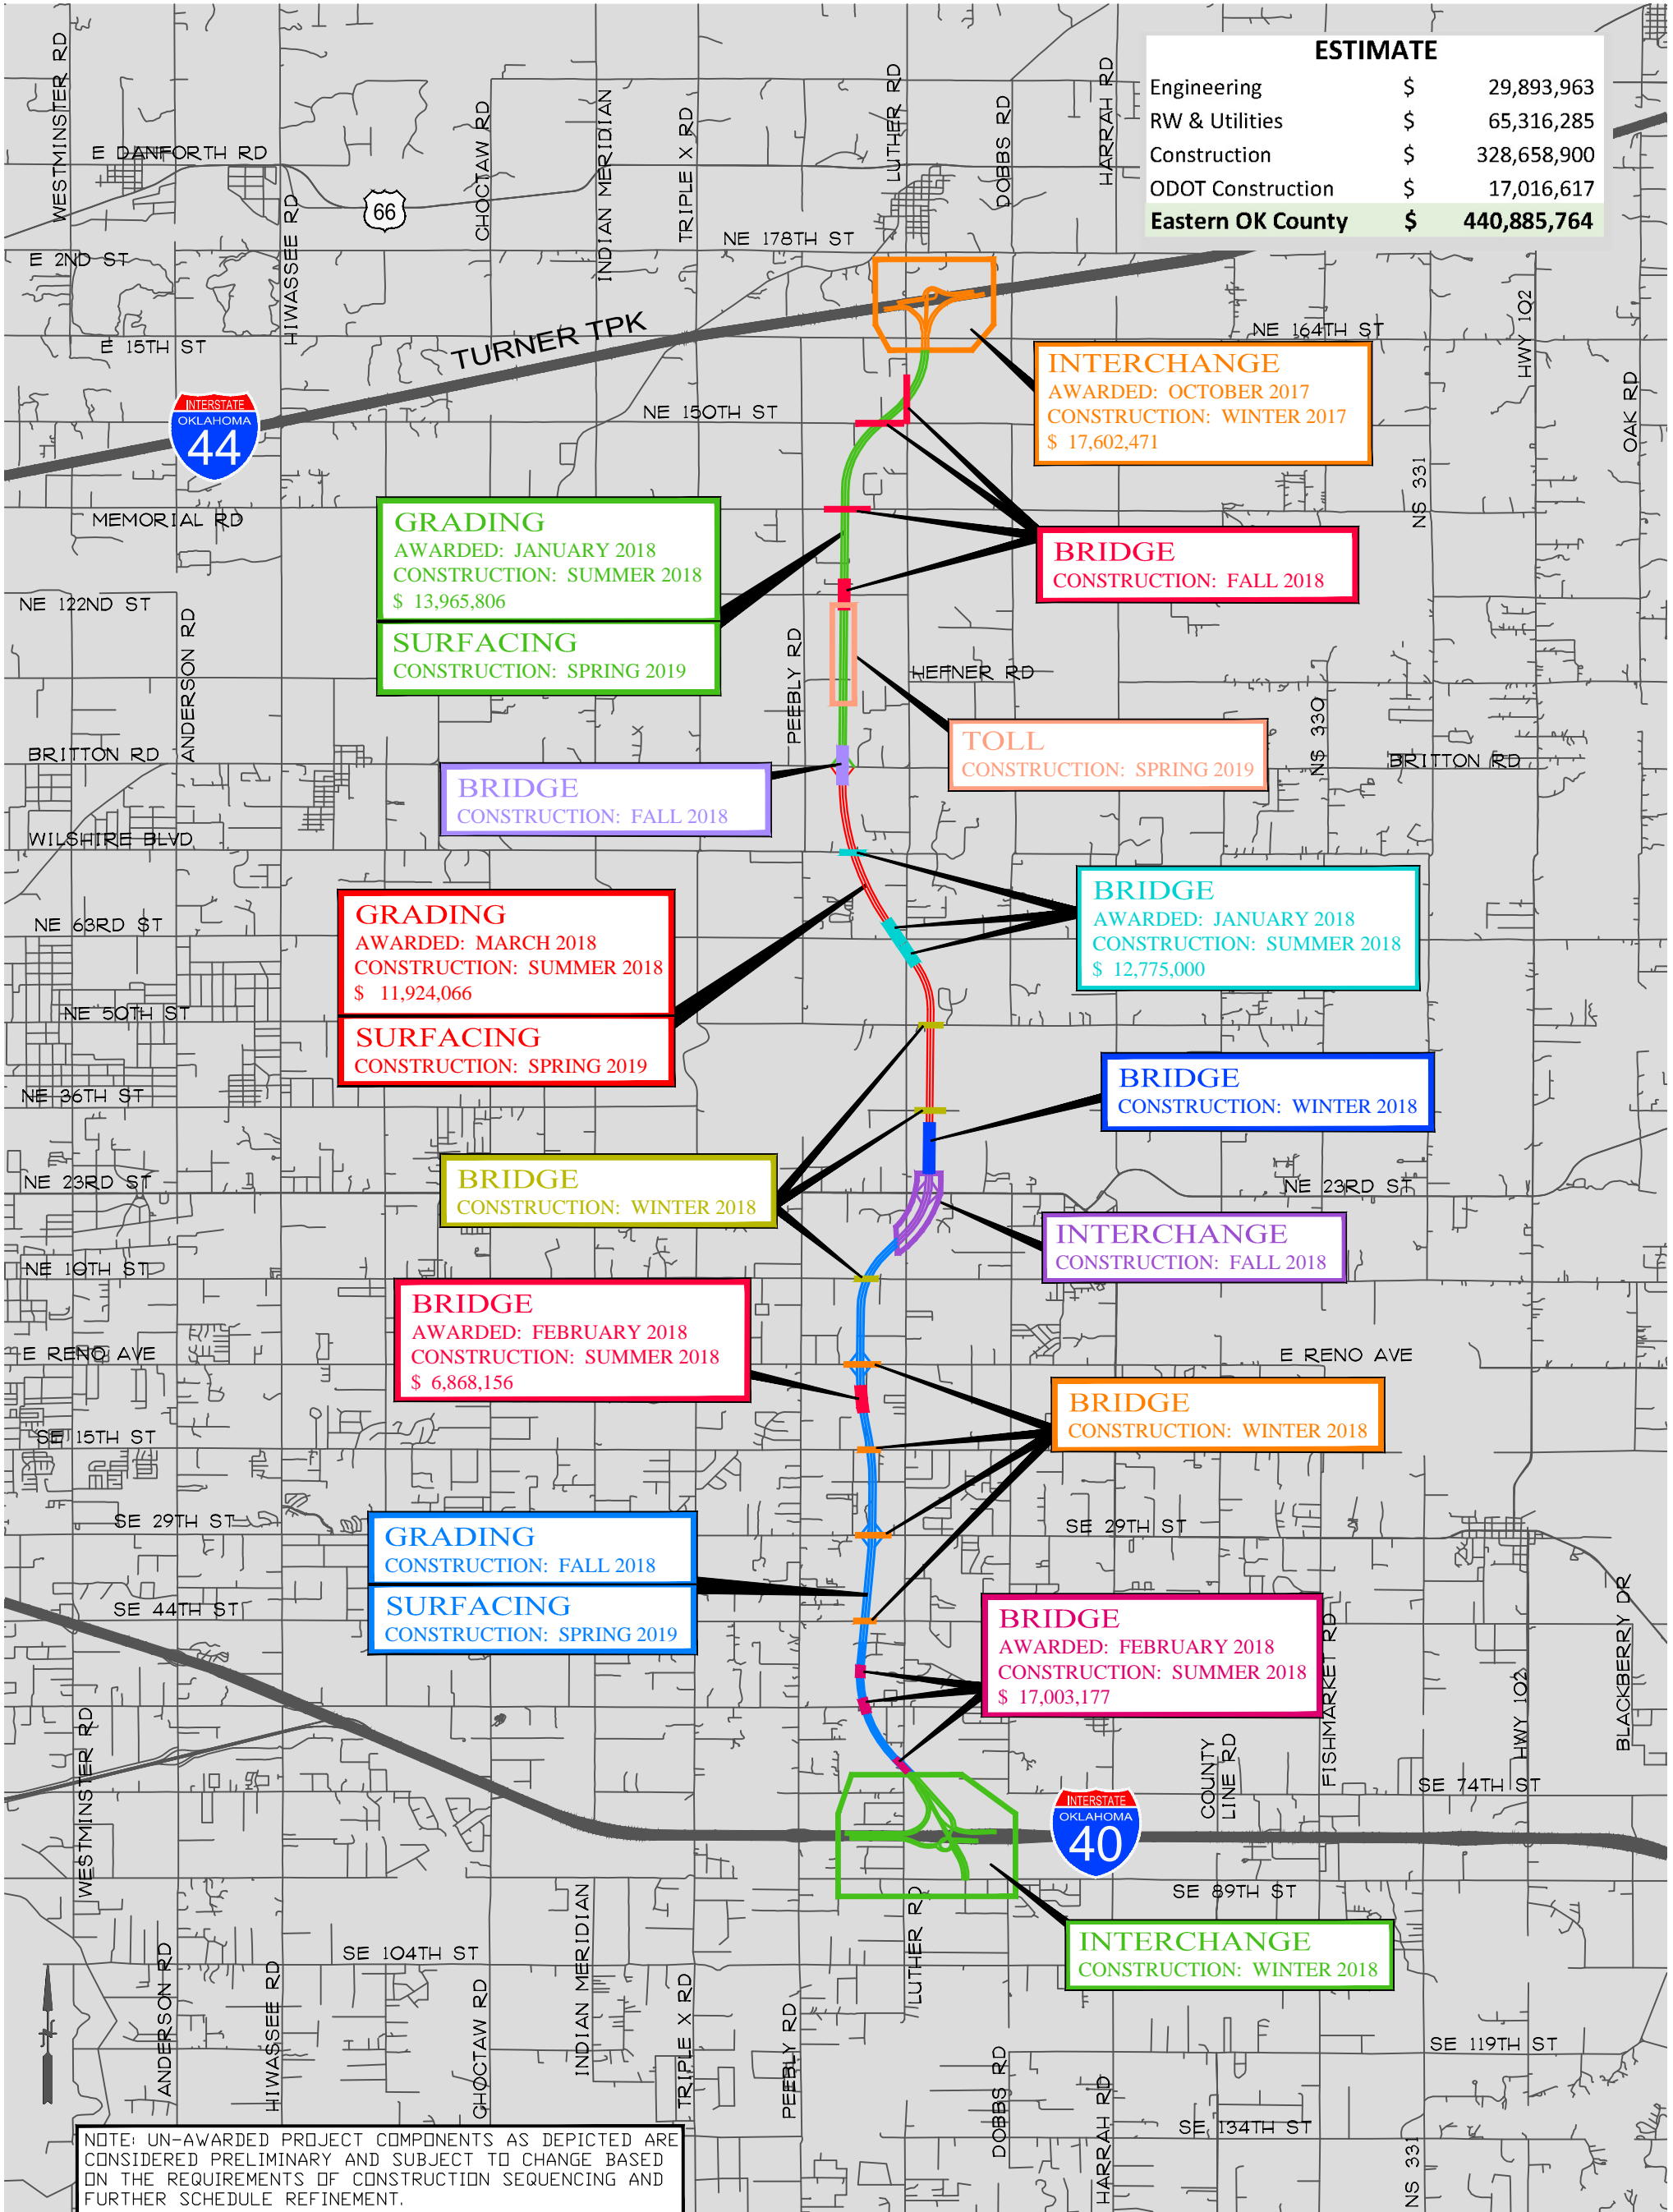 ESTIMATE
Engineering $ 29,893,963
RW & Utilities $ 65,316,285
Construction $ 328,658,900
ODOT Construction $ 17,016,617
Eastern OK County $ 440,885,764
WESTMINSTER RD
HIWASSEE RD
CHOCTAW RD
INDIAN MERIDIAN
TRIPLE X RD
LUTHER RD
DOBBS RD
HARRAH RD
E DANFORTH RD
66
NE 178TH ST
E 2ND ST
HWY 102
TURNER TPK
NE 164TH ST
E 15TH ST
INTERCHANGE
AWARDED: OCTOBER 2017
CONSTRUCTION: WINTER 2017
$ 17,602,471
OAK RD
INTERSTATE
OKLAHOMA
44
NE 150TH ST
NS 331
MEMORIAL RD
GRADING
AWARDED: JANUARY 2018
CONSTRUCTION: SUMMER 2018
$ 13,965,806
SURFACING
CONSTRUCTION: SPRING 2019
BRIDGE
CONSTRUCTION: FALL 2018
NE 122ND ST
ANDERSON RD
PEEBLY RD
HEFNER RD
NS 330
TOLL
CONSTRUCTION: SPRING 2019
BRITTON RD
BRITTON RD
BRIDGE
CONSTRUCTION: FALL 2018
WILSHIRE BLVD
BRIDGE
AWARDED: JANUARY 2018
CONSTRUCTION: SUMMER 2018
$ 12,775,000
GRADING
AWARDED: MARCH 2018
CONSTRUCTION: SUMMER 2018
$ 11,924,066
SURFACING
CONSTRUCTION: SPRING 2019
NE 63RD ST
NE 50TH ST
NE 36TH ST
BRIDGE
CONSTRUCTION: WINTER 2018
BRIDGE
CONSTRUCTION: WINTER 2018
NE 23RD ST
NE 23RD ST
INTERCHANGE
CONSTRUCTION: FALL 2018
NE 10TH ST
BRIDGE
AWARDED: FEBRUARY 2018
CONSTRUCTION: SUMMER 2018
$ 6,868,156
E RENO AVE
E RENO AVE
BRIDGE
CONSTRUCTION: WINTER 2018
SE 15TH ST
SE 29TH ST
SE 29TH ST
GRADING
CONSTRUCTION: FALL 2018
SURFACING
CONSTRUCTION: SPRING 2019
SE 44TH ST
BRIDGE
AWARDED: FEBRUARY 2018
CONSTRUCTION: SUMMER 2018
$ 17,003,177
FISHMARKET RD
BLACKBERRY DR
HWY 102
WESTMINSTER RD
COUNTY
LINE RD
SE 74TH ST
INTERSTATE
OKLAHOMA
40
SE 89TH ST
LUTHER RD
INTERCHANGE
CONSTRUCTION: WINTER 2018
SE 104TH ST
ANDERSON RD
HIWASSEE RD
CHOCTAW RD
INDIAN MERIDIAN
TRIPLE X RD
PEEBLY RD
DOBBS RD
HARRAH RD
SE 119TH ST
SE 134TH ST
NS 331
NOTE: UN-AWARDED PROJECT COMPONENTS AS DEPICTED ARE
CONSIDERED PRELIMINARY AND SUBJECT TO CHANGE BASED
ON THE REQUIREMENTS OF CONSTRUCTION SEQUENCING AND
FURTHER SCHEDULE REFINEMENT.